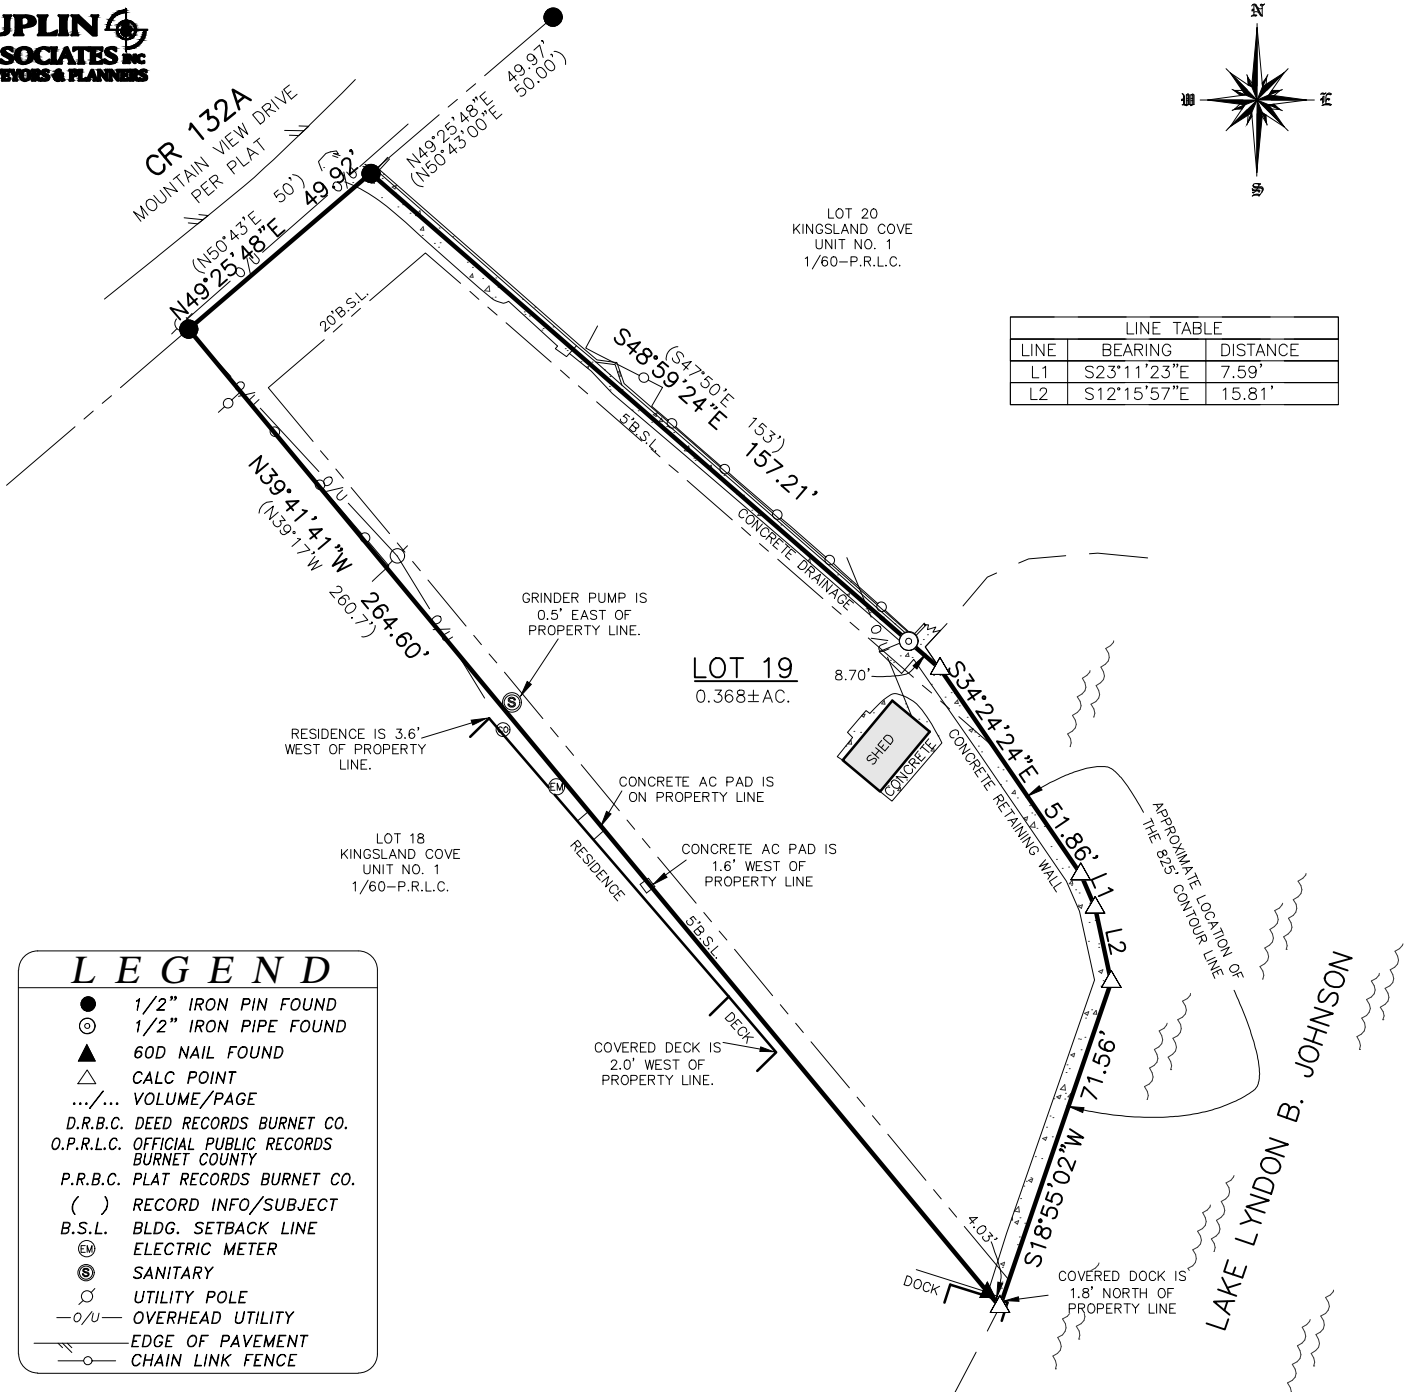 UPLIN
SOCIATES INC
EYORS & PLANNERS
N
W
E
S
CR 132A
MOUNTAIN VIEW DRIVE
PER PLAT
N49°25'48"E 49.97'
(N50°43'00"E 50.00')
(N50°43'E 50')
N49°25'48"E 49.92'
O/U
O/U
20'B.S.L.
LOT 20
KINGSLAND COVE
UNIT NO. 1
1/60-P.R.L.C.
LINE TABLE
LINE BEARING DISTANCE
L1 S23°11'23"E 7.59'
L2 S12°15'57"E 15.81'
(S47°50'E 153')
S48°59'24"E 157.21'
5'B.S.L.
CONCRETE DRAINAGE
O/U
O/U
O/U
O/U
N39°41'41"W 264.60'
(N39°17'W 260.7')
GRINDER PUMP IS
0.5' EAST OF
PROPERTY LINE.
S
LOT 19
0.368±AC.
8.70'
SHED
CONCRETE
S34°24'24"E 51.86'
CONCRETE RETAINING WALL
L1
L2
APPROXIMATE LOCATION OF
THE 825' CONTOUR LINE
RESIDENCE IS 3.6'
WEST OF PROPERTY
LINE.
CO
EM
CONCRETE AC PAD IS
ON PROPERTY LINE
CONCRETE AC PAD IS
1.6' WEST OF
PROPERTY LINE
RESIDENCE
LOT 18
KINGSLAND COVE
UNIT NO. 1
1/60-P.R.L.C.
5'B.S.L.
DECK
COVERED DECK IS
2.0' WEST OF
PROPERTY LINE.
S18°55'02"W 71.56'
4.03'
DOCK
COVERED DOCK IS
1.8' NORTH OF
PROPERTY LINE
LAKE LYNDON B. JOHNSON
LEGEND
1/2" IRON PIN FOUND
1/2" IRON PIPE FOUND
60D NAIL FOUND
CALC POINT
.../... VOLUME/PAGE
D.R.B.C. DEED RECORDS BURNET CO.
O.P.R.L.C. OFFICIAL PUBLIC RECORDS
BURNET COUNTY
P.R.B.C. PLAT RECORDS BURNET CO.
( ) RECORD INFO/SUBJECT
B.S.L. BLDG. SETBACK LINE
EM ELECTRIC METER
S SANITARY
UTILITY POLE
O/U OVERHEAD UTILITY
EDGE OF PAVEMENT
CHAIN LINK FENCE